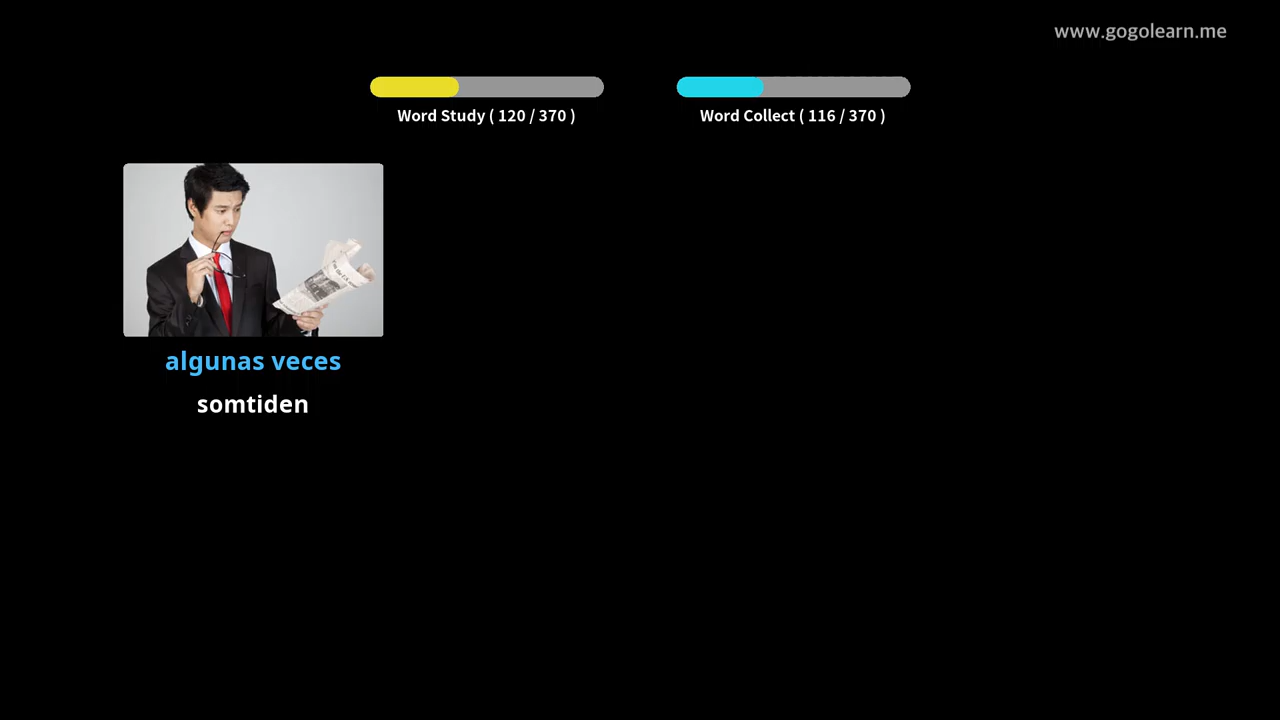 www.gogolearn.me
Word Study ( 120 / 370 )
Word Collect ( 116 / 370 )
algunas veces
somtiden